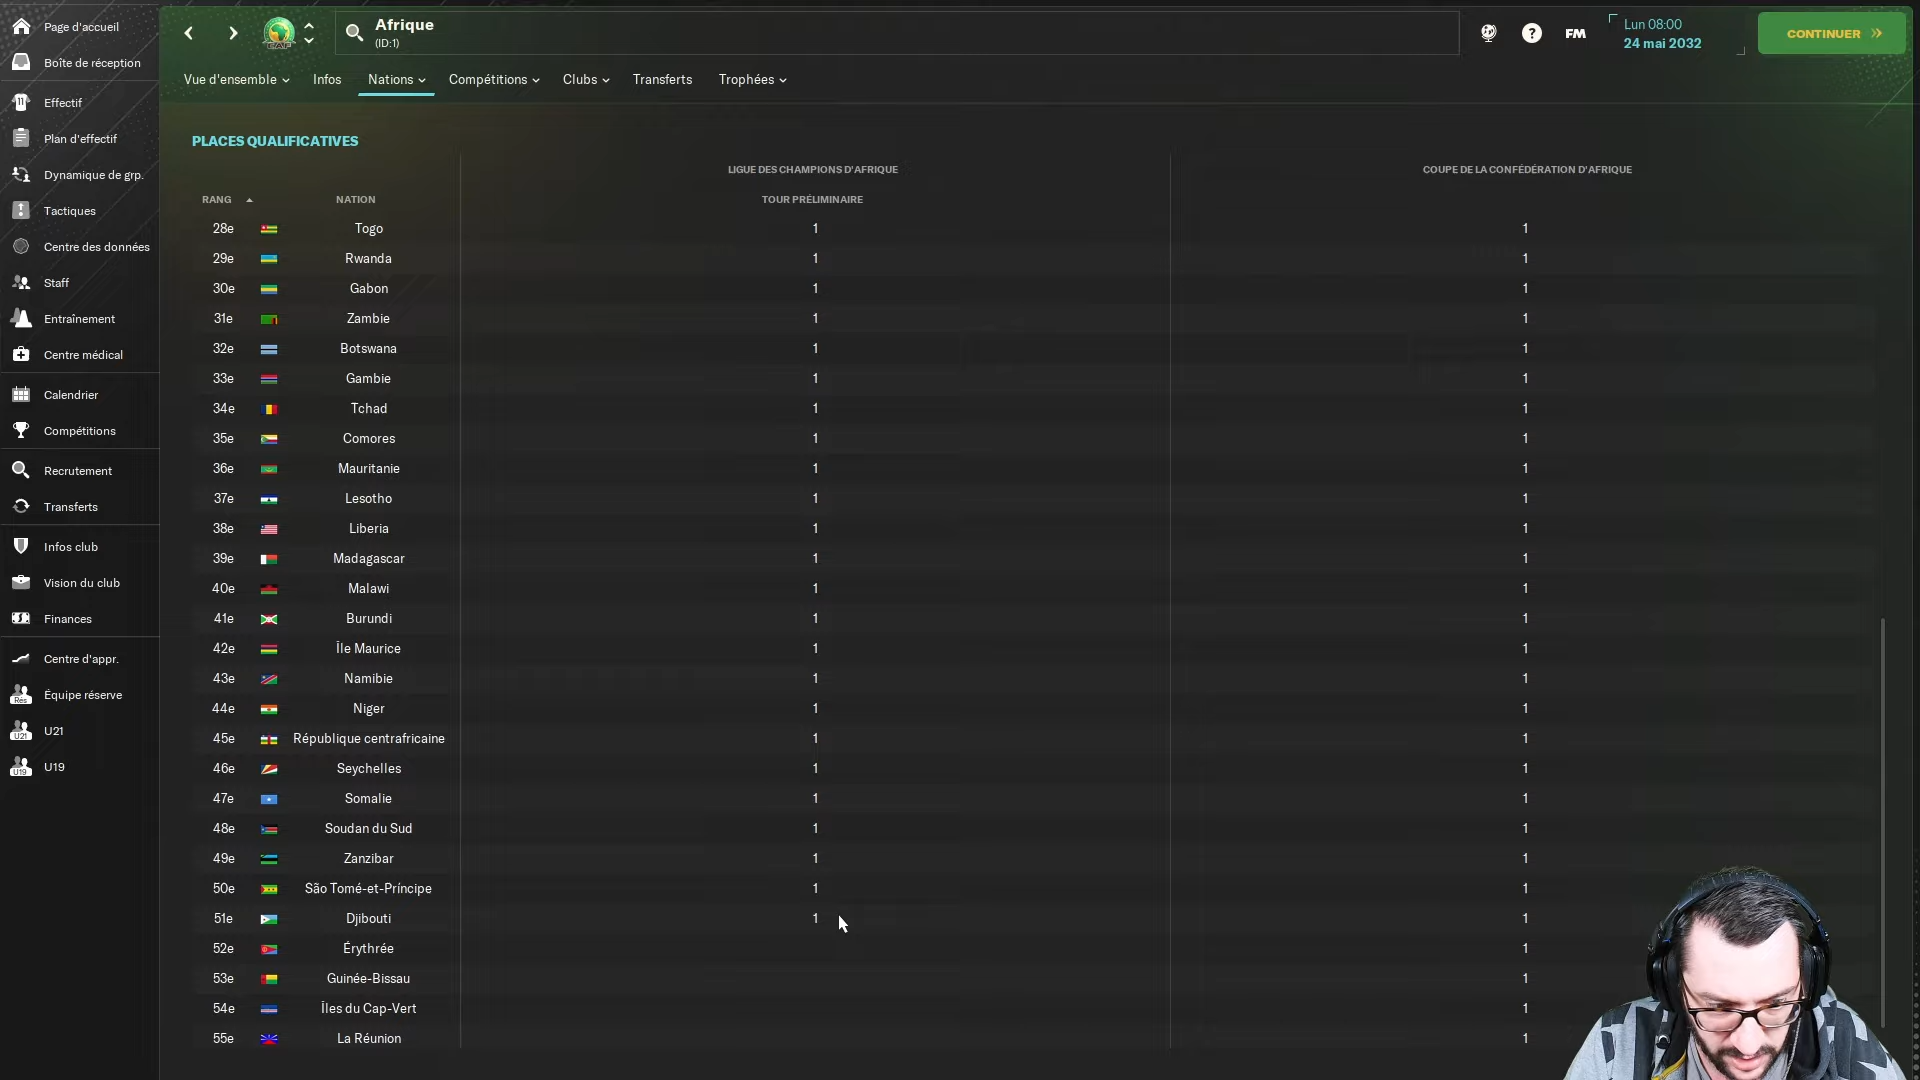 Page d'accueil
Boîte de réception
Effectif
Plan d'effectif
Dynamique de grp.
Tactiques
Centre des données
Staff
Entraînement
Centre médical
Calendrier
Compétitions
Recrutement
Transferts
Infos club
Vision du club
Finances
Centre d'appr.
Rés
Équipe réserve
U21
U21
U19
U19
CAF
Afrique
(ID:1)
?
FM
Lun 08:00
24 mai 2032
CONTINUER
Vue d'ensemble
Infos
Nations
Compétitions
Clubs
Transferts
Trophées
PLACES QUALIFICATIVES
LIGUE DES CHAMPIONS D'AFRIQUE
COUPE DE LA CONFÉDÉRATION D'AFRIQUE
RANG NATION TOUR PRÉLIMINAIRE
28e Togo 1 1
29e Rwanda 1 1
30e Gabon 1 1
31e Zambie 1 1
32e Botswana 1 1
33e Gambie 1 1
34e Tchad 1 1
35e Comores 1 1
36e Mauritanie 1 1
37e Lesotho 1 1
38e Liberia 1 1
39e Madagascar 1 1
40e Malawi 1 1
41e Burundi 1 1
42e Île Maurice 1 1
43e Namibie 1 1
44e Niger 1 1
45e République centrafricaine 1 1
46e Seychelles 1 1
47e Somalie 1 1
48e Soudan du Sud 1 1
49e Zanzibar 1 1
50e São Tomé-et-Príncipe 1 1
51e Djibouti 1 1
52e Érythrée 1
53e Guinée-Bissau 1
54e Îles du Cap-Vert 1
55e La Réunion 1